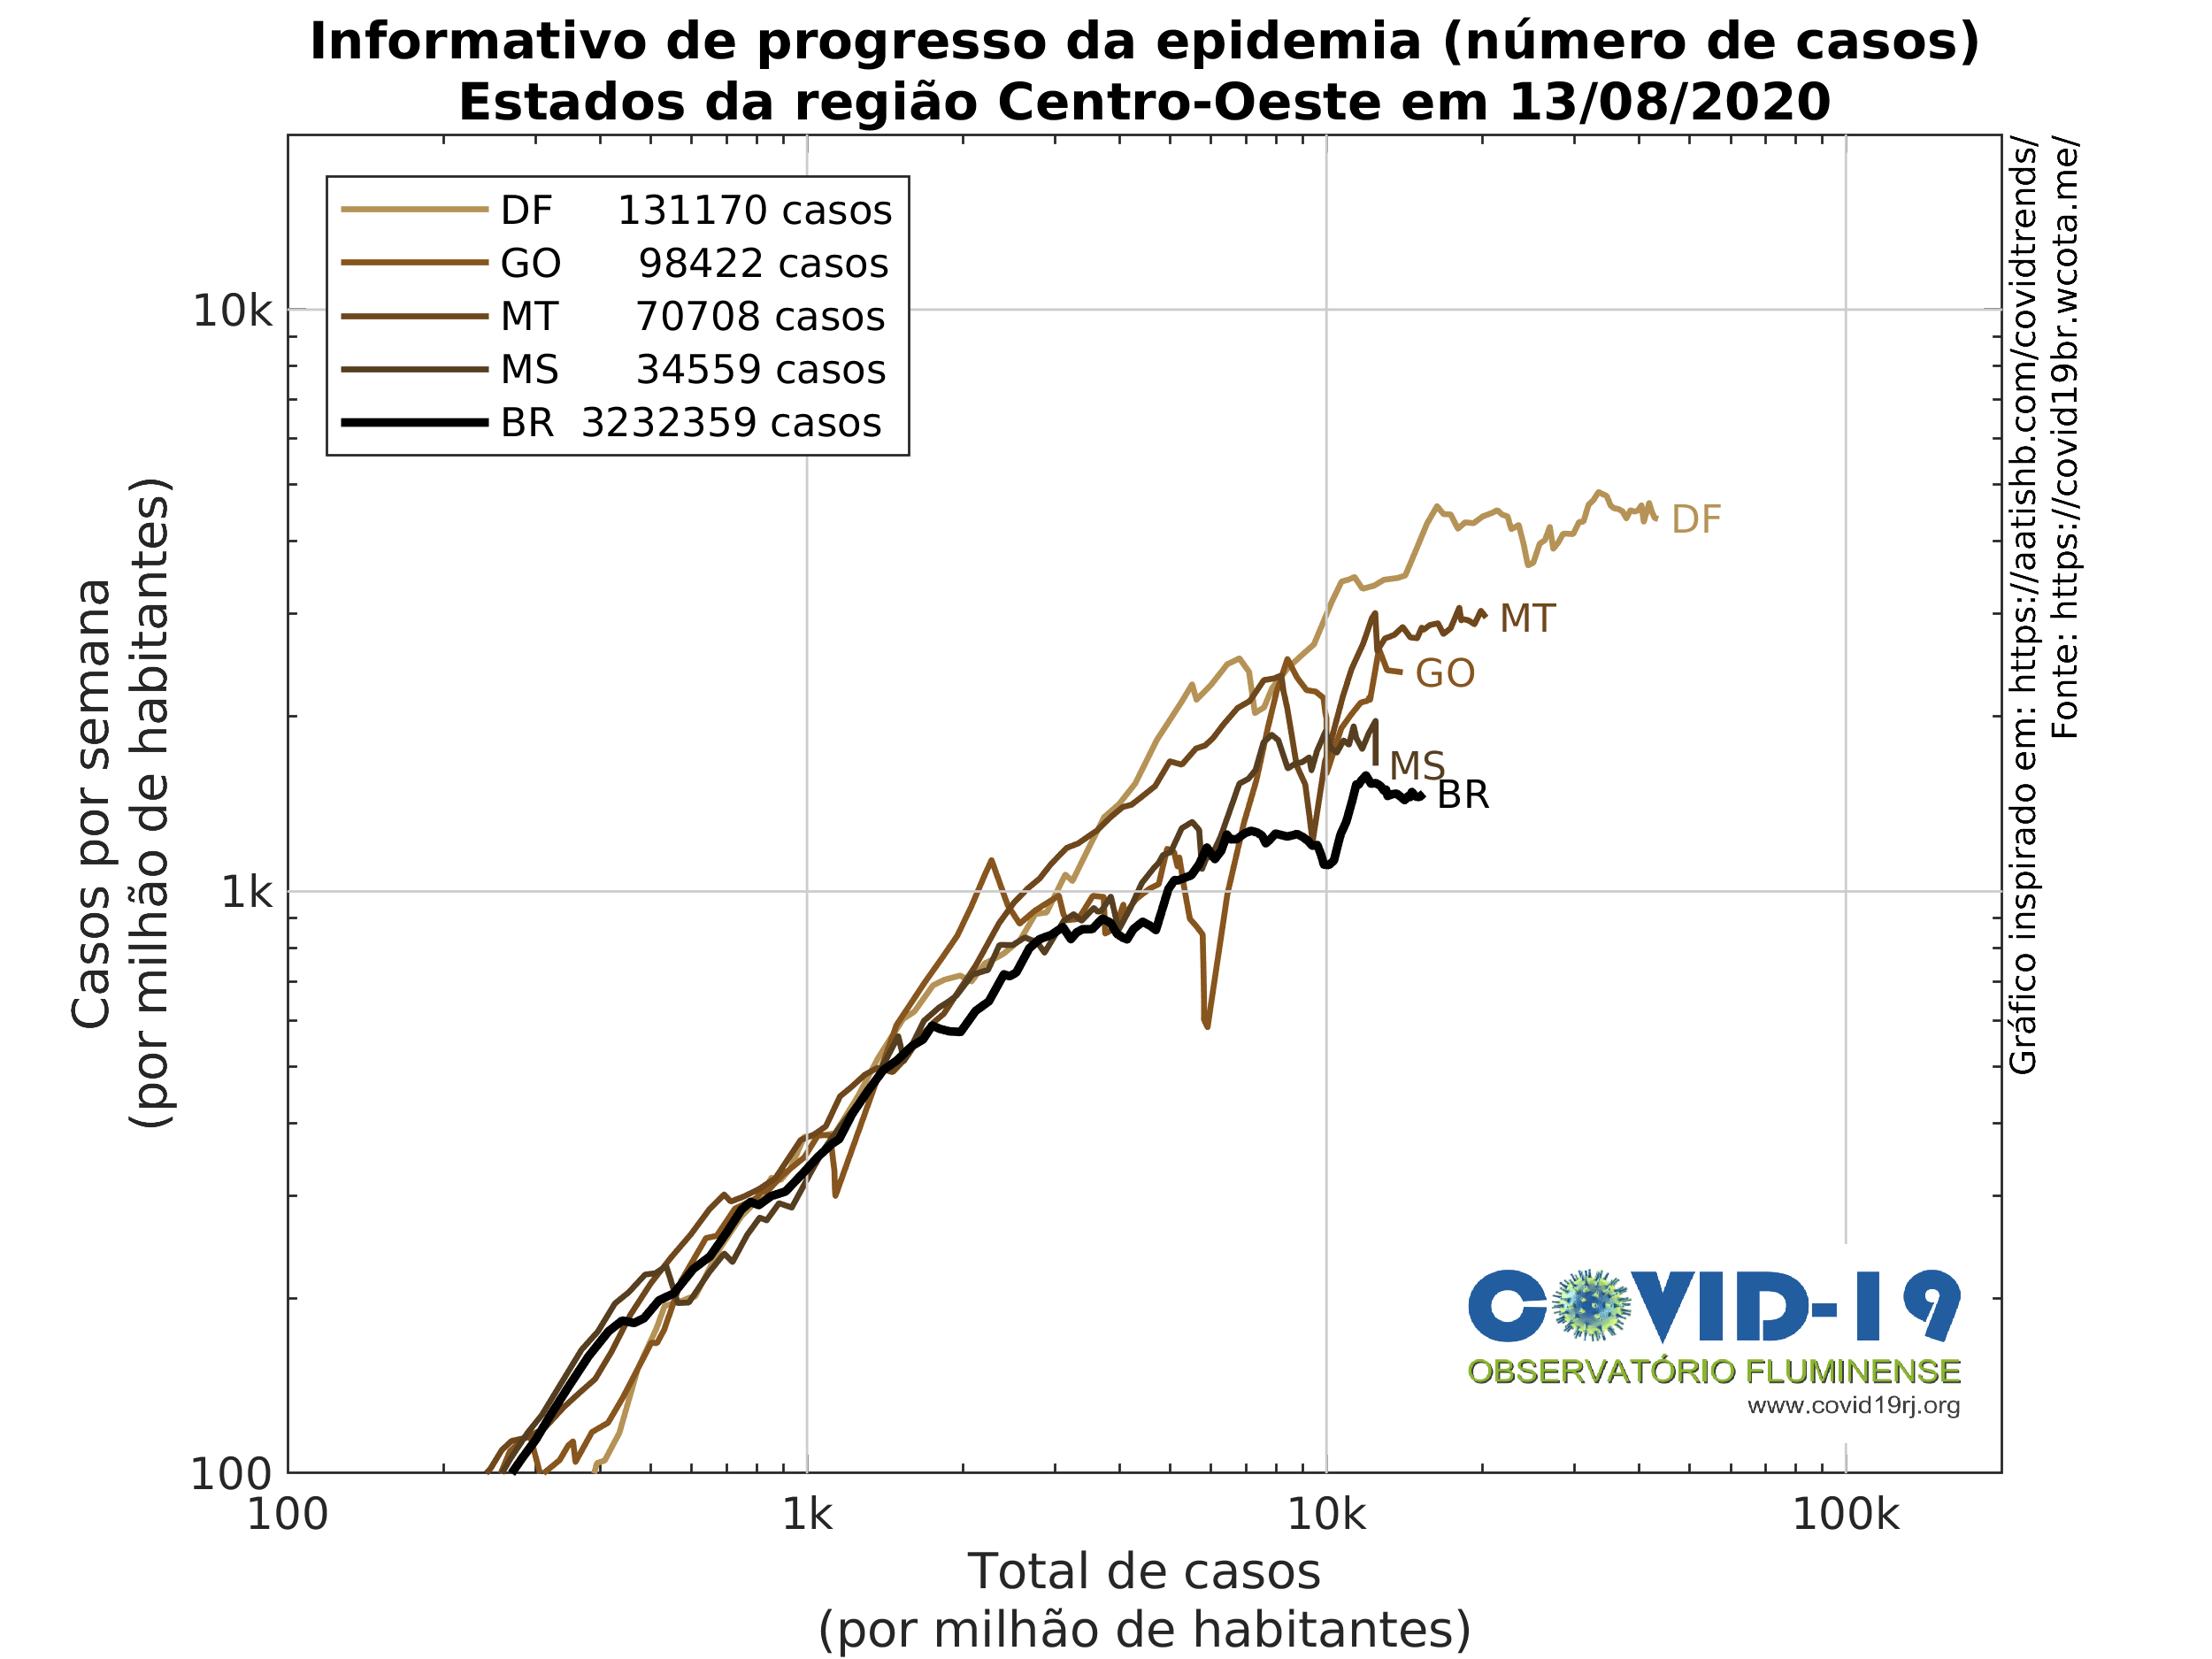 Informativo de progresso da epidemia (número de casos)
Estados da região Centro-Oeste em 13/08/2020
DF 131170 casos
GO 98422 casos
MT 70708 casos
MS 34559 casos
BR 3232359 casos
10k
1k
100
Casos por semana
(por milhão de habitantes)
DF
MT
GO
MS
BR
Gráfico inspirado em: https://aatishb.com/covidtrends/
Fonte: https://covid19br.wcota.me/
COVID-19
OBSERVATÓRIO FLUMINENSE
www.covid19rj.org
100 1k 10k 100k
Total de casos
(por milhão de habitantes)